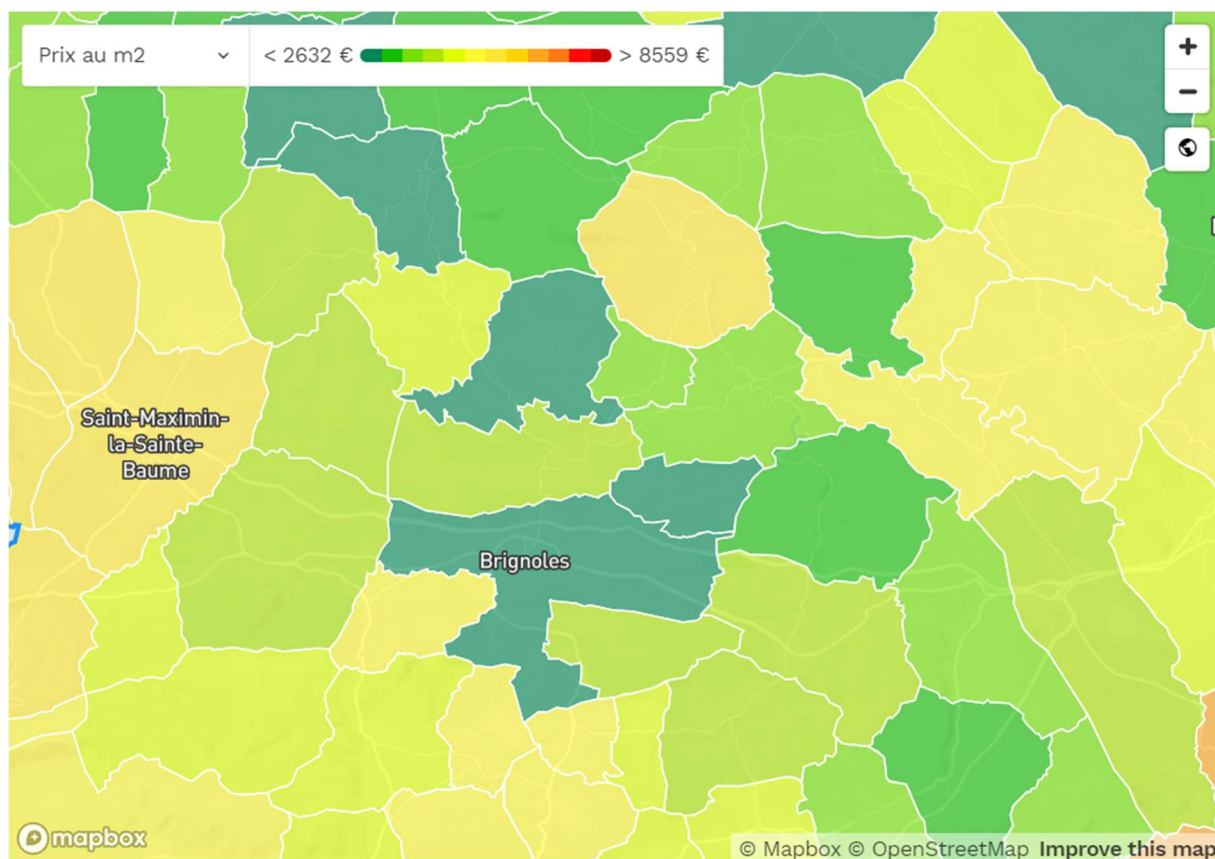 Prix au m2
< 2632 €
> 8559 €
+
−
Saint-Maximin-
la-Sainte-
Baume
Brignoles
mapbox
© Mapbox © OpenStreetMap Improve this map